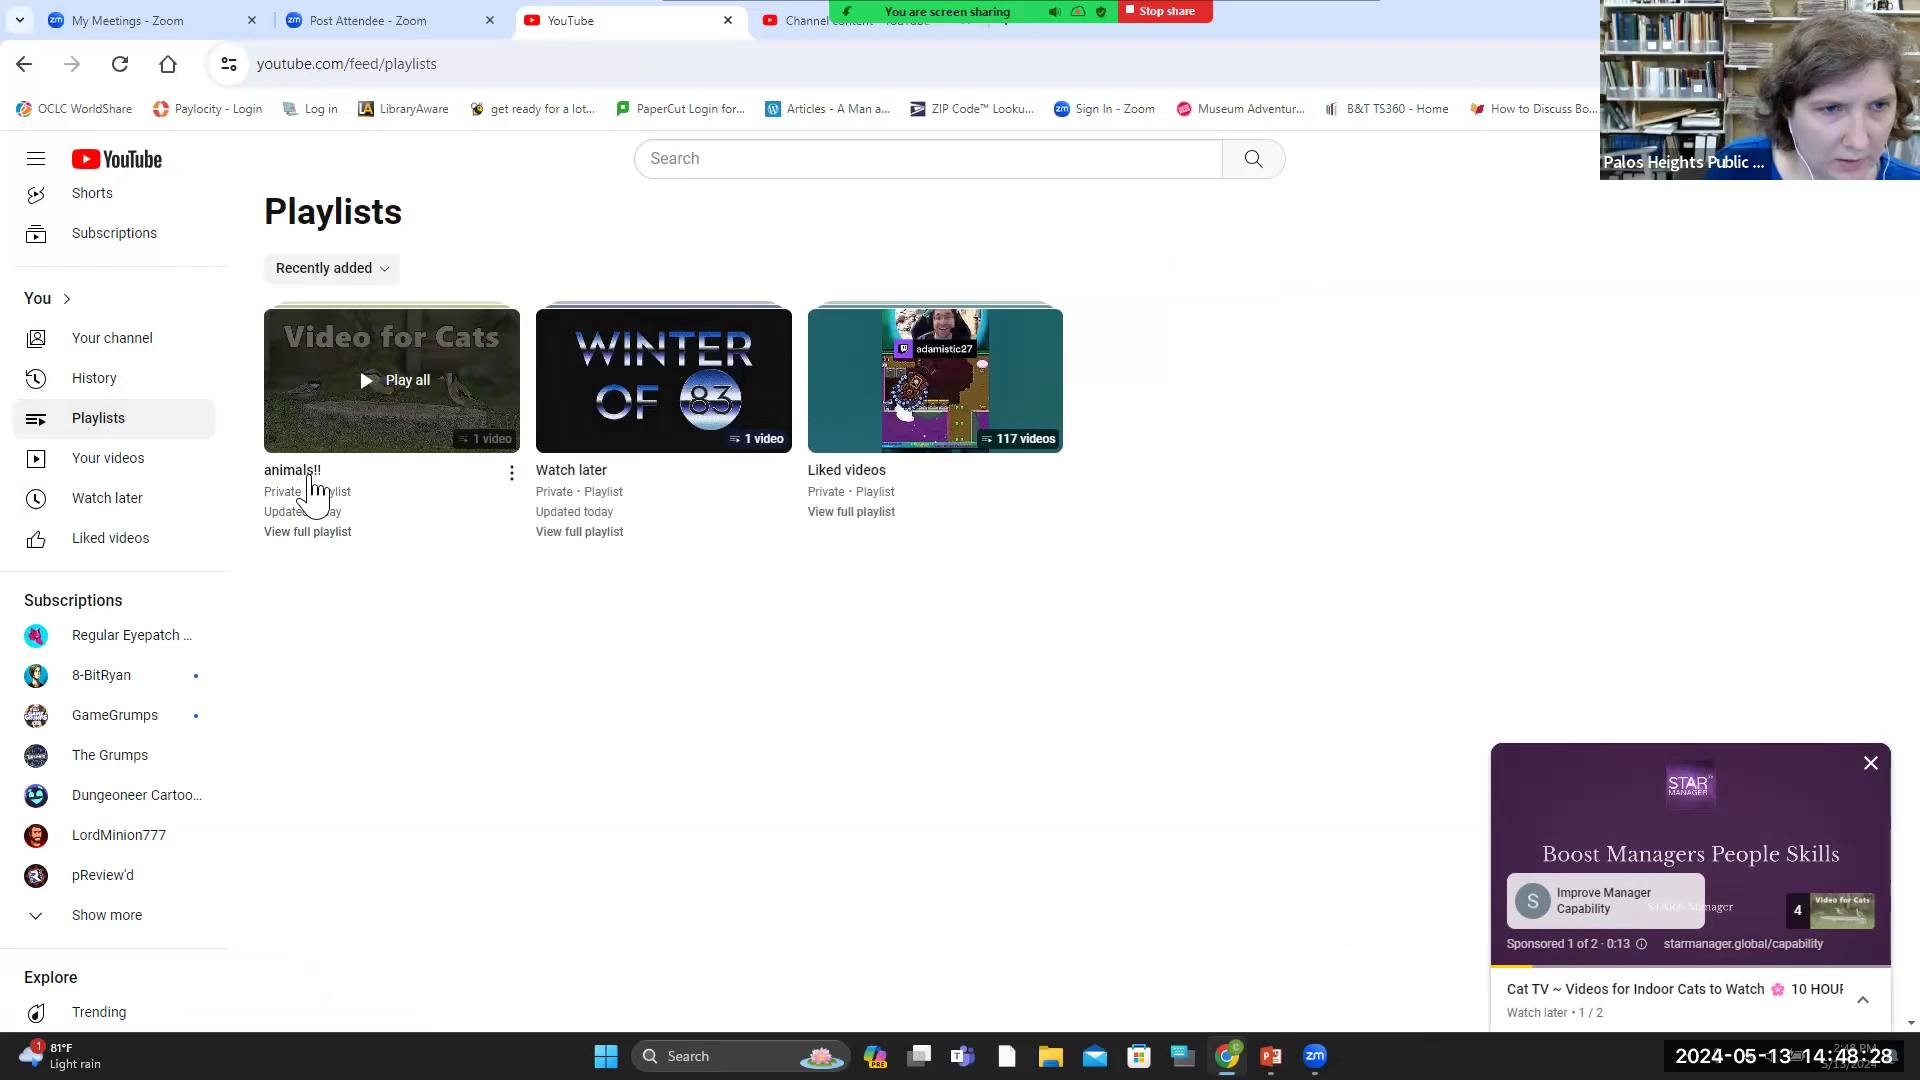 My Meetings - Zoom
Post Attendee - Zoom
YouTube
You are screen sharing
Stop share
youtube.com/feed/playlists
OCLC WorldShare
Paylocity - Login
Log in
LibraryAware
get ready for a lot...
PaperCut Login for...
Articles - A Man a...
ZIP Code™ Looku...
Sign In - Zoom
Museum Adventur...
B&T TS360 - Home
How to Discuss Bo...
Palos Heights Public ...
YouTube
Search
Shorts
Subscriptions
You
Your channel
History
Playlists
Your videos
Watch later
Liked videos
Subscriptions
Regular Eyepatch ...
8-BitRyan
GameGrumps
The Grumps
Dungeoneer Cartoo...
LordMinion777
pReview'd
Show more
Explore
Trending
Playlists
Recently added
Video for Cats
Play all
1 video
animals!!
Private
View full playlist
WINTER
OF 83
1 video
Watch later
Private • Playlist
Updated today
View full playlist
adamistic27
117 videos
Liked videos
Private • Playlist
View full playlist
STAR
MANAGER
Boost Managers People Skills
S
Improve Manager
Capability
4
Video for Cats
Sponsored 1 of 2 · 0:13
starmanager.global/capability
Cat TV ~ Videos for Indoor Cats to Watch 🌸 10 HOUR
Watch later • 1 / 2
1
81°F
Light rain
Search
PRE
zm
2024-05-13 14:48:28